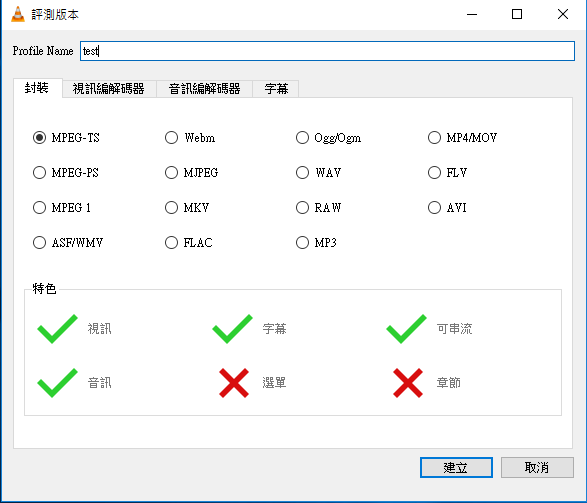 評測版本
Profile Name test
封裝 視訊編解碼器 音訊編解碼器 字幕
MPEG-TS Webm Ogg/Ogm MP4/MOV
MPEG-PS MJPEG WAV FLV
MPEG 1 MKV RAW AVI
ASF/WMV FLAC MP3
特色
視訊 字幕 可串流
音訊 選單 章節
建立 取消